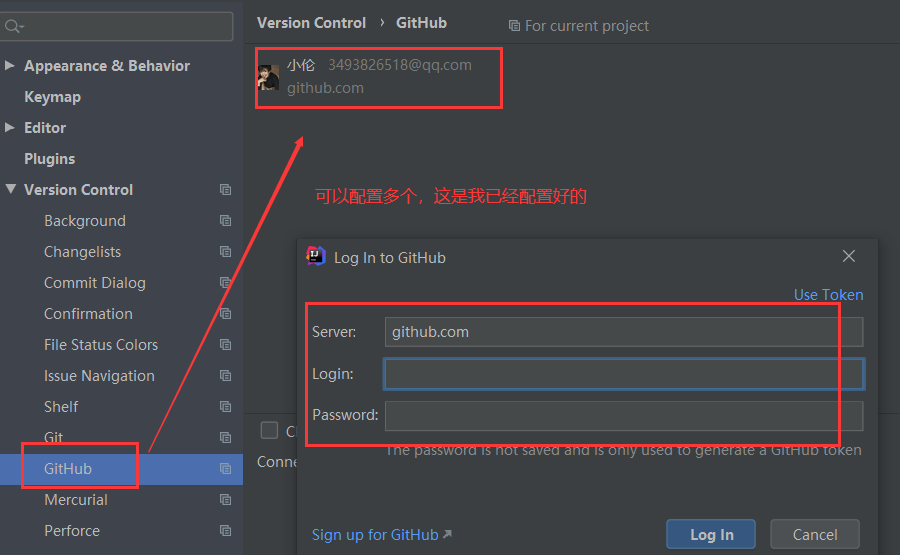 Version Control › GitHub
For current project
Appearance & Behavior
Keymap
Editor
Plugins
Version Control
Background
Changelists
Commit Dialog
Confirmation
File Status Colors
Issue Navigation
Shelf
Git
GitHub
Mercurial
Perforce
小伦 3493826518@qq.com
github.com
可以配置多个，这是我已经配置好的
Log In to GitHub
Use Token
Server: github.com
Login:
Password:
The password is not saved and is only used to generate a GitHub token
Conne
Sign up for GitHub
Log In
Cancel